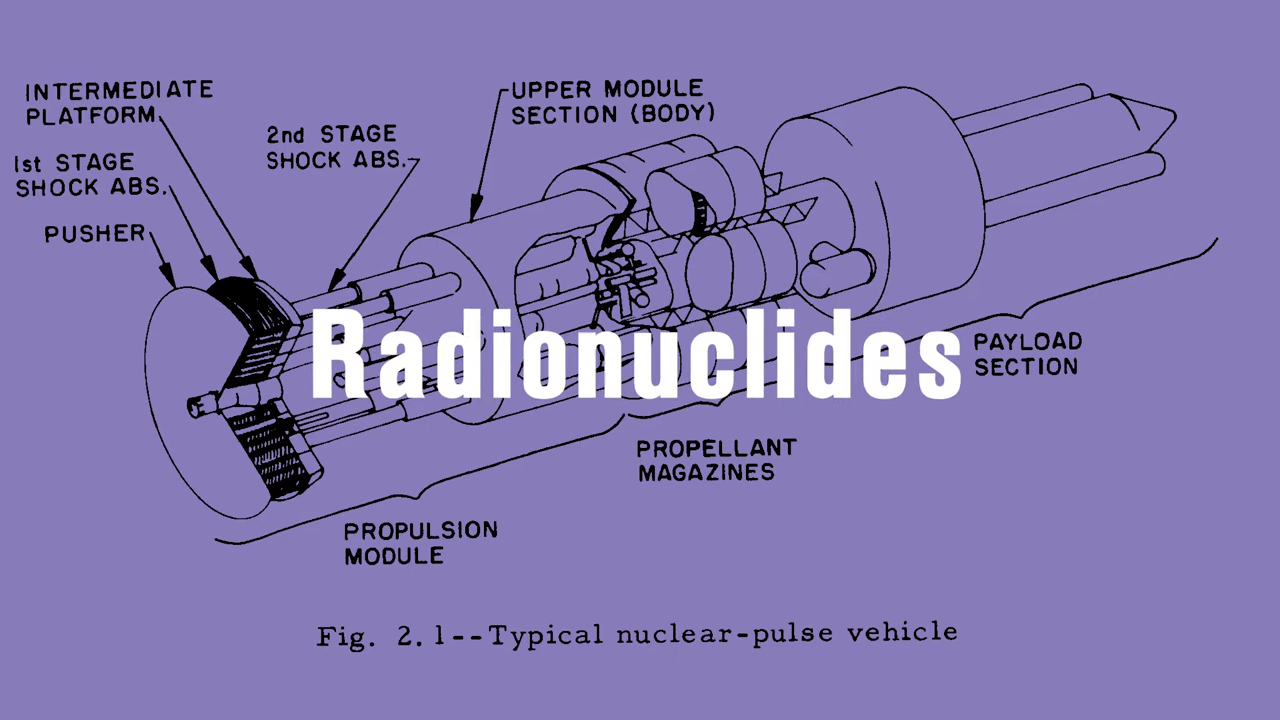 INTERMEDIATE
PLATFORM
1st STAGE
SHOCK ABS.
PUSHER
2nd STAGE
SHOCK ABS.
UPPER MODULE
SECTION (BODY)
Radionuclides
PAYLOAD
SECTION
PROPELLANT
MAGAZINES
PROPULSION
MODULE
Fig. 2.1--Typical nuclear-pulse vehicle